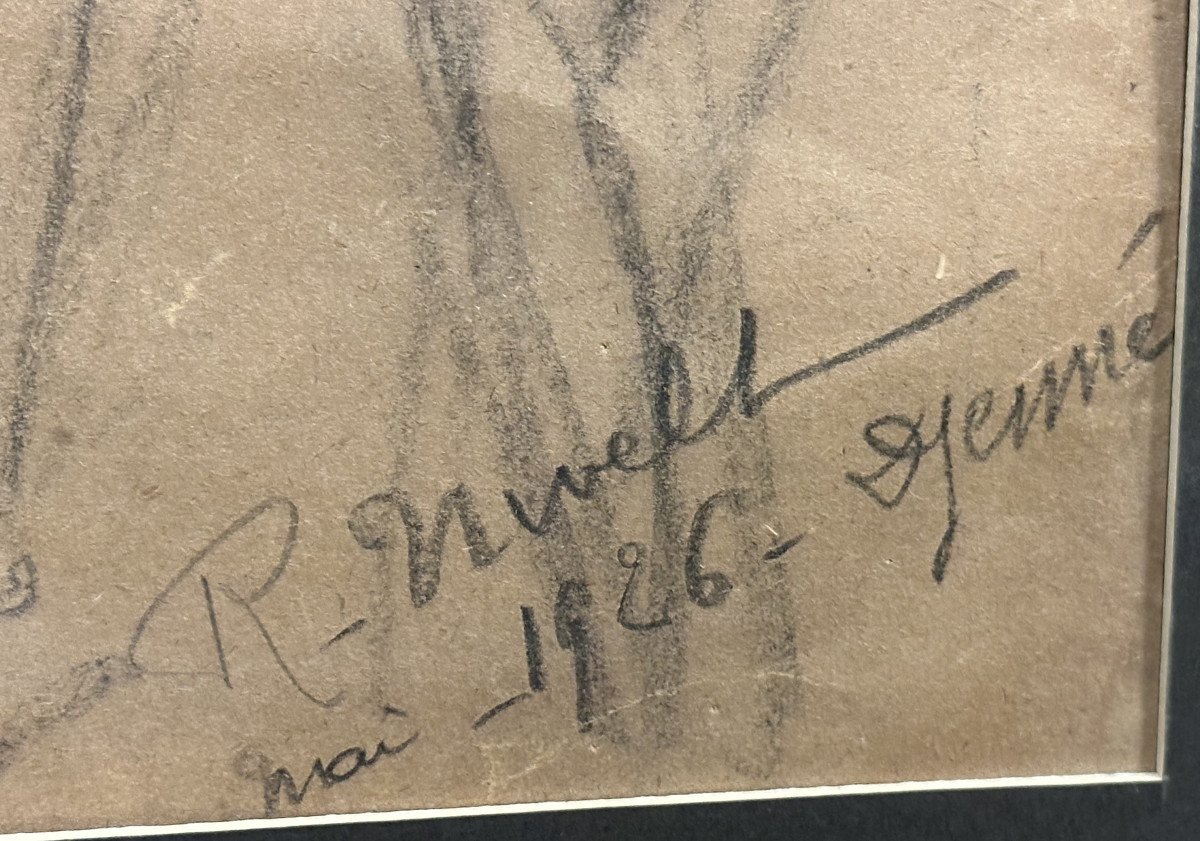 R- Nivelt Djenné
mai - 1926 -